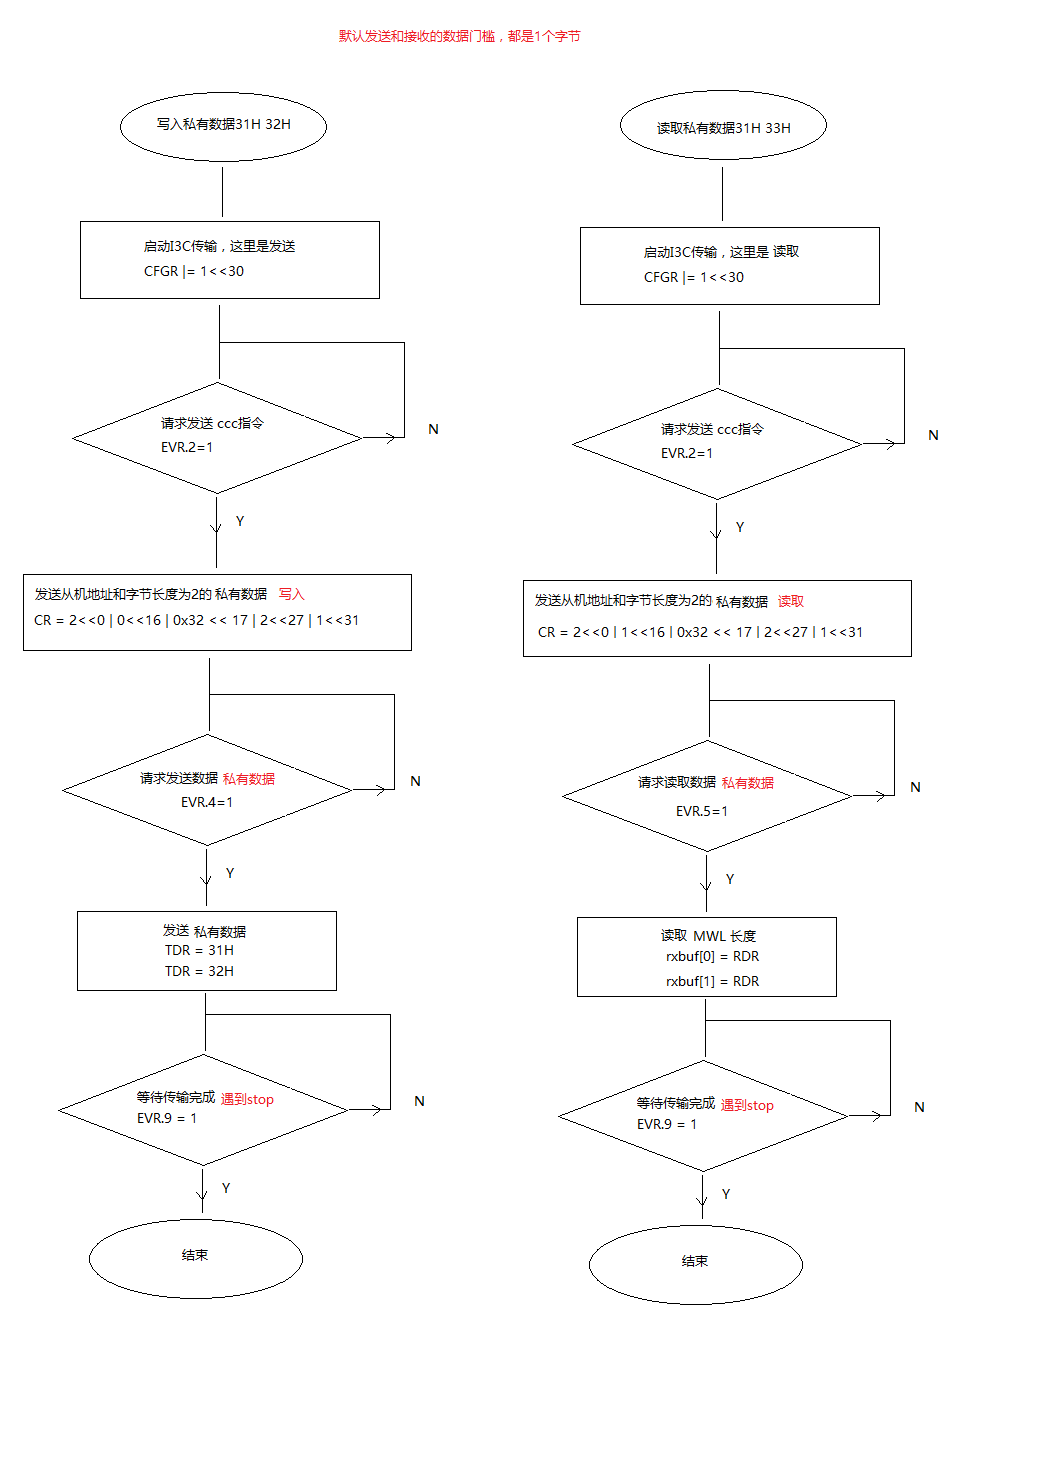 默认发送和接收的数据门槛，都是1个字节
写入私有数据31H 32H
启动I3C传输，这里是发送
CFGR |= 1<<30
请求发送 ccc指令
EVR.2=1
N
Y
发送从机地址和字节长度为2的 私有数据 写入
CR = 2<<0 | 0<<16 | 0x32 << 17 | 2<<27 | 1<<31
请求发送数据 私有数据
EVR.4=1
N
Y
发送 私有数据
TDR = 31H
TDR = 32H
等待传输完成 遇到stop
EVR.9 = 1
N
Y
结束
读取私有数据31H 33H
启动I3C传输，这里是 读取
CFGR |= 1<<30
请求发送 ccc指令
EVR.2=1
N
Y
发送从机地址和字节长度为2的 私有数据 读取
CR = 2<<0 | 1<<16 | 0x32 << 17 | 2<<27 | 1<<31
请求读取数据 私有数据
EVR.5=1
N
Y
读取 MWL 长度
rxbuf[0] = RDR
rxbuf[1] = RDR
等待传输完成 遇到stop
EVR.9 = 1
N
Y
结束